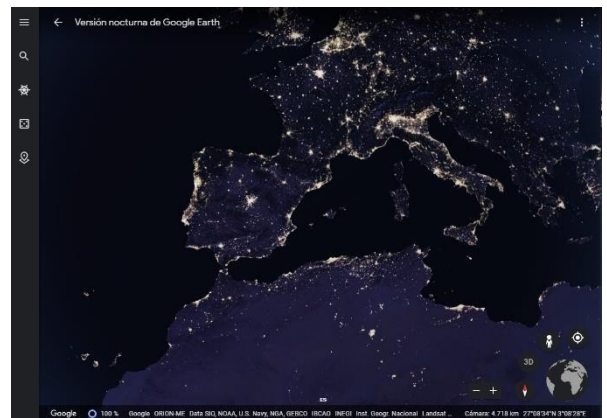 Versión nocturna de Google Earth
3D
Google 100 % Google ORION-ME Data SIO, NOAA, U.S. Navy, NGA, GEBCO IBCAO INEGI Inst. Geogr. Nacional Landsat ... Cámara: 4.718 km 27°08'34"N 3°08'28"E